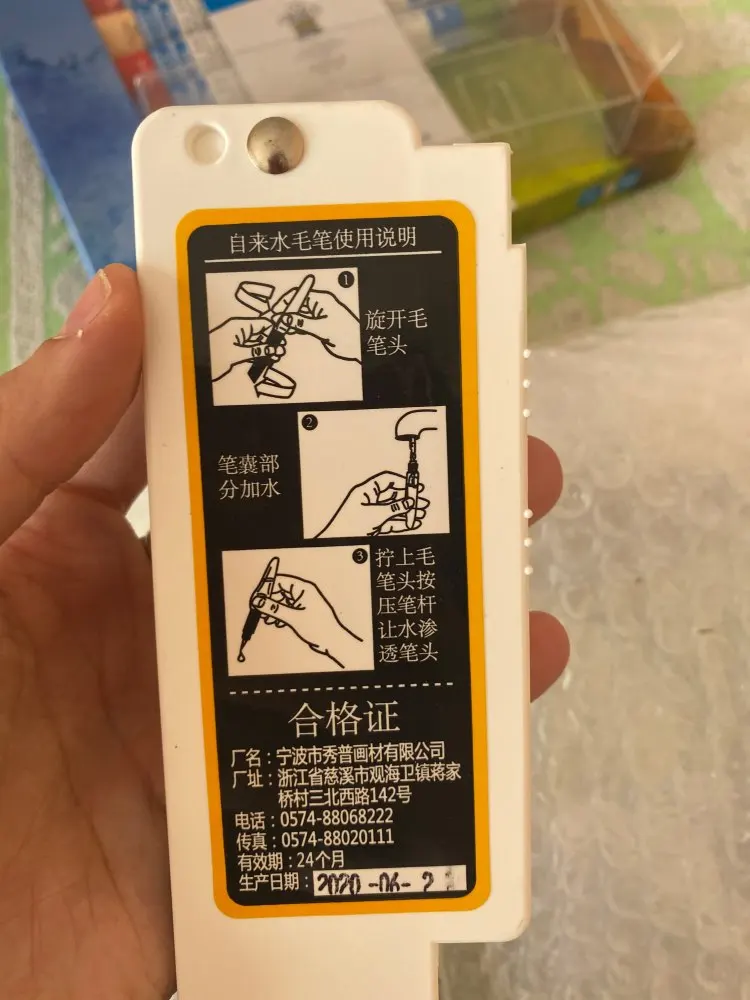 自来水毛笔使用说明
❶
旋开毛
笔头
❷
笔囊部
分加水
❸
拧上毛
笔头按
压笔杆
让水渗
透笔头
合格证
厂名：宁波市秀普画材有限公司
厂址：浙江省慈溪市观海卫镇蒋家
桥村三北西路142号
电话：0574-88068222
传真：0574-88020111
有效期：24个月
生产日期：2020-06-2